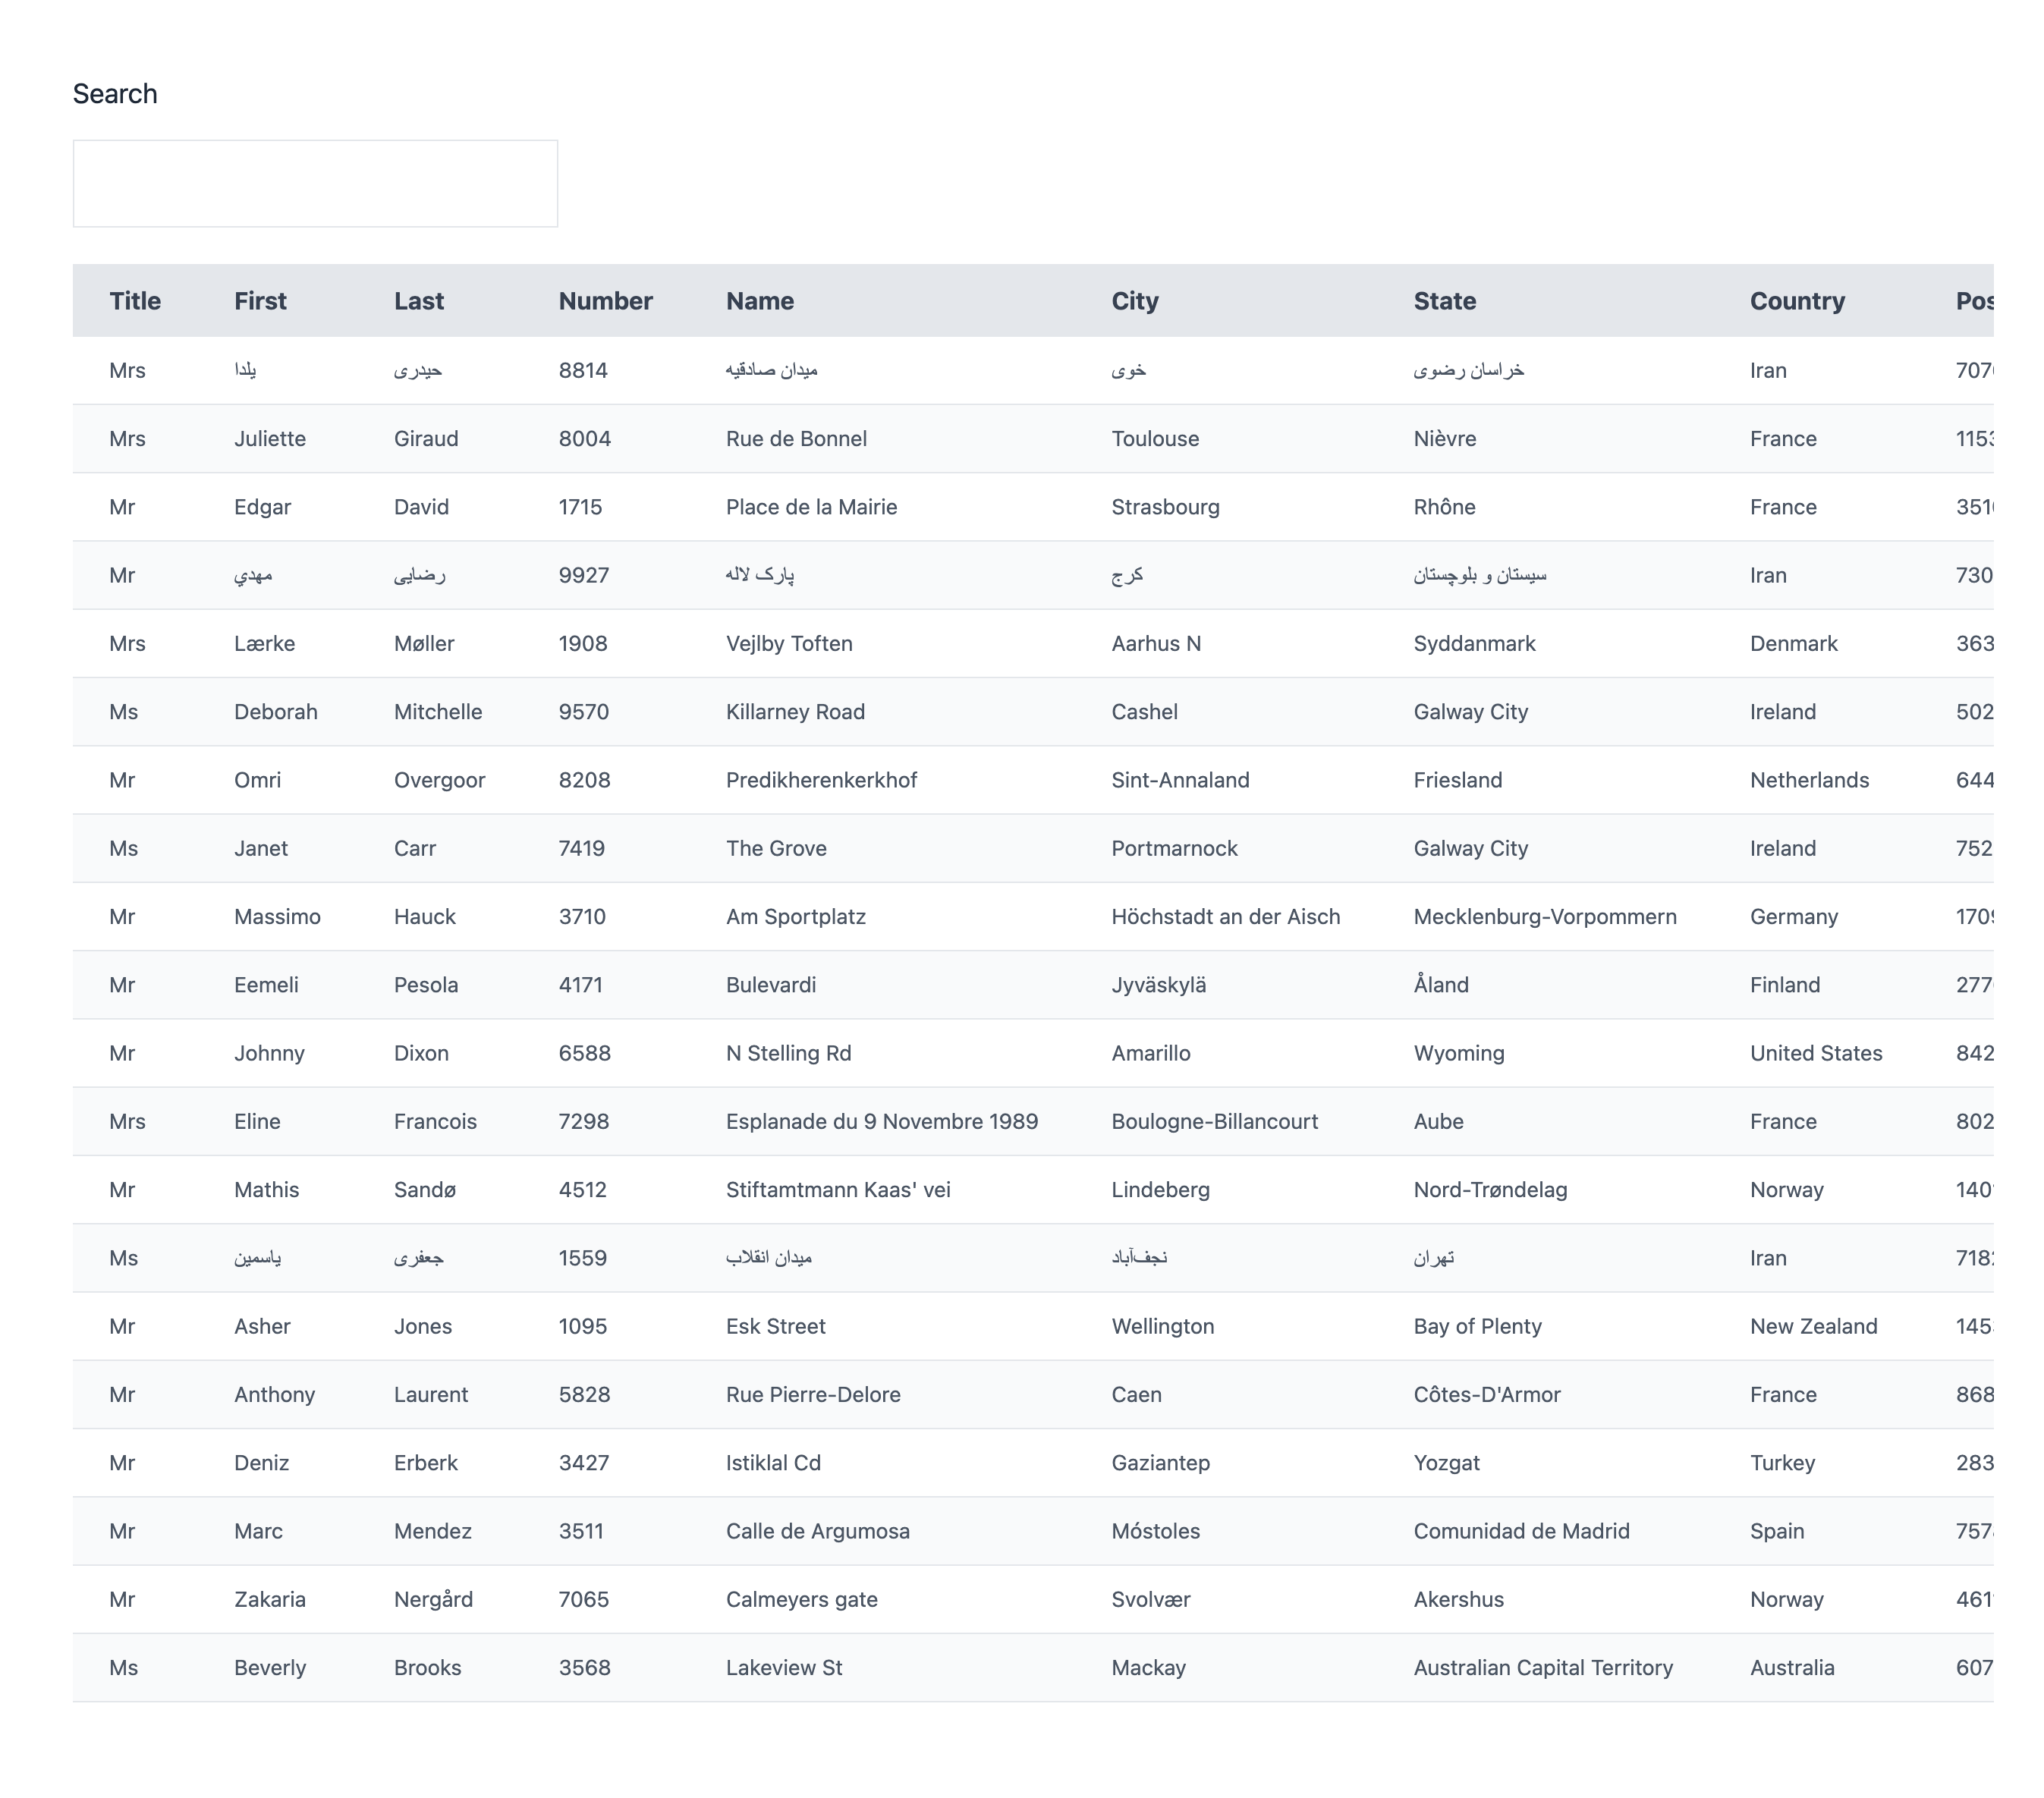 Search
Title First Last Number Name City State Country Pos
Mrs یلدا حیدری 8814 میدان صادقیه خوی خراسان رضوی Iran 707
Mrs Juliette Giraud 8004 Rue de Bonnel Toulouse Nièvre France 1153
Mr Edgar David 1715 Place de la Mairie Strasbourg Rhône France 351
Mr مهدي رضایی 9927 پارک لاله کرج سیستان و بلوچستان Iran 730
Mrs Lærke Møller 1908 Vejlby Toften Aarhus N Syddanmark Denmark 363
Ms Deborah Mitchelle 9570 Killarney Road Cashel Galway City Ireland 502
Mr Omri Overgoor 8208 Predikherenkerkhof Sint-Annaland Friesland Netherlands 644
Ms Janet Carr 7419 The Grove Portmarnock Galway City Ireland 752
Mr Massimo Hauck 3710 Am Sportplatz Höchstadt an der Aisch Mecklenburg-Vorpommern Germany 1709
Mr Eemeli Pesola 4171 Bulevardi Jyväskylä Åland Finland 277
Mr Johnny Dixon 6588 N Stelling Rd Amarillo Wyoming United States 842
Mrs Eline Francois 7298 Esplanade du 9 Novembre 1989 Boulogne-Billancourt Aube France 802
Mr Mathis Sandø 4512 Stiftamtmann Kaas' vei Lindeberg Nord-Trøndelag Norway 140
Ms یاسمین جعفری 1559 میدان انقلاب نجف‌آباد تهران Iran 718
Mr Asher Jones 1095 Esk Street Wellington Bay of Plenty New Zealand 145
Mr Anthony Laurent 5828 Rue Pierre-Delore Caen Côtes-D'Armor France 868
Mr Deniz Erberk 3427 Istiklal Cd Gaziantep Yozgat Turkey 283
Mr Marc Mendez 3511 Calle de Argumosa Móstoles Comunidad de Madrid Spain 757
Mr Zakaria Nergård 7065 Calmeyers gate Svolvær Akershus Norway 461
Ms Beverly Brooks 3568 Lakeview St Mackay Australian Capital Territory Australia 607